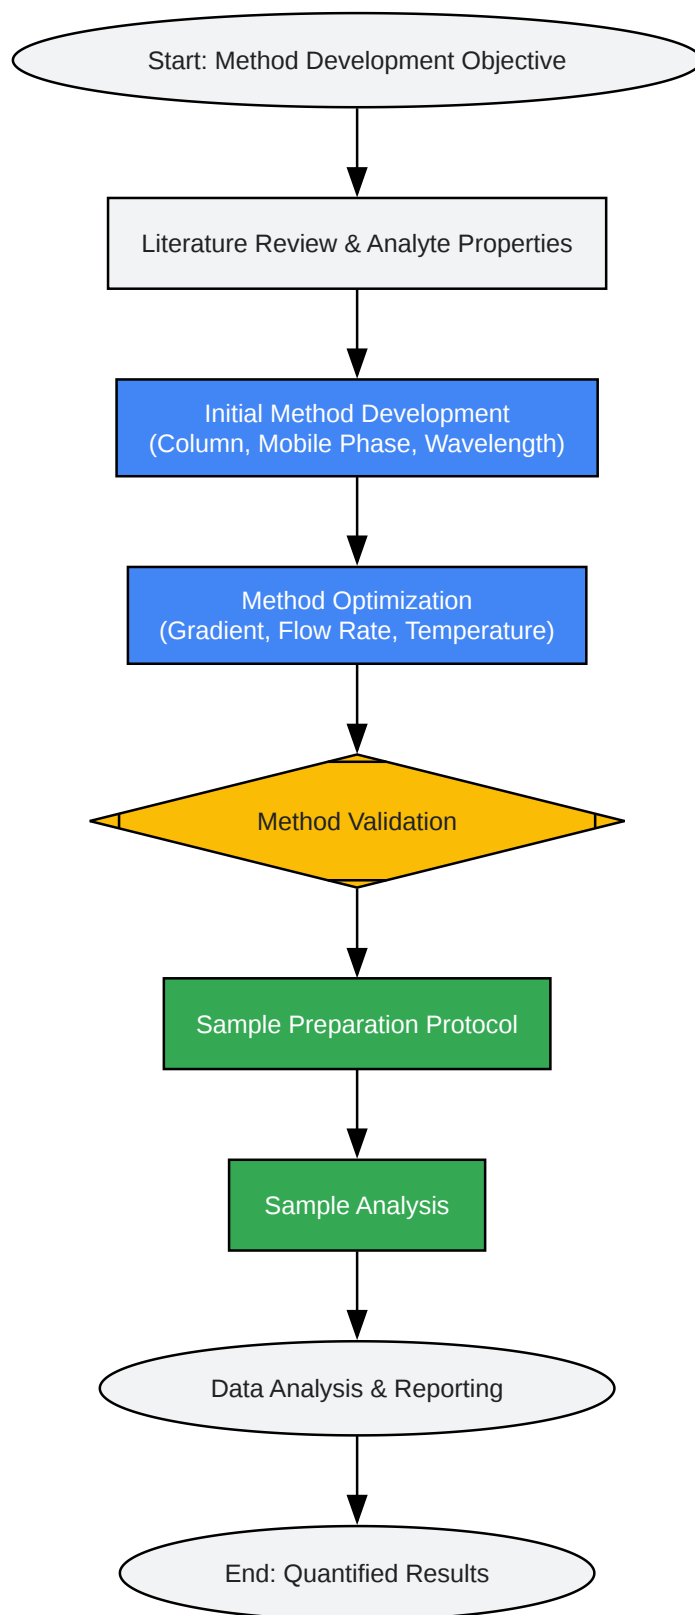 Start: Method Development Objective
Literature Review & Analyte Properties
Initial Method Development
(Column, Mobile Phase, Wavelength)
Method Optimization
(Gradient, Flow Rate, Temperature)
Method Validation
Sample Preparation Protocol
Sample Analysis
Data Analysis & Reporting
End: Quantified Results